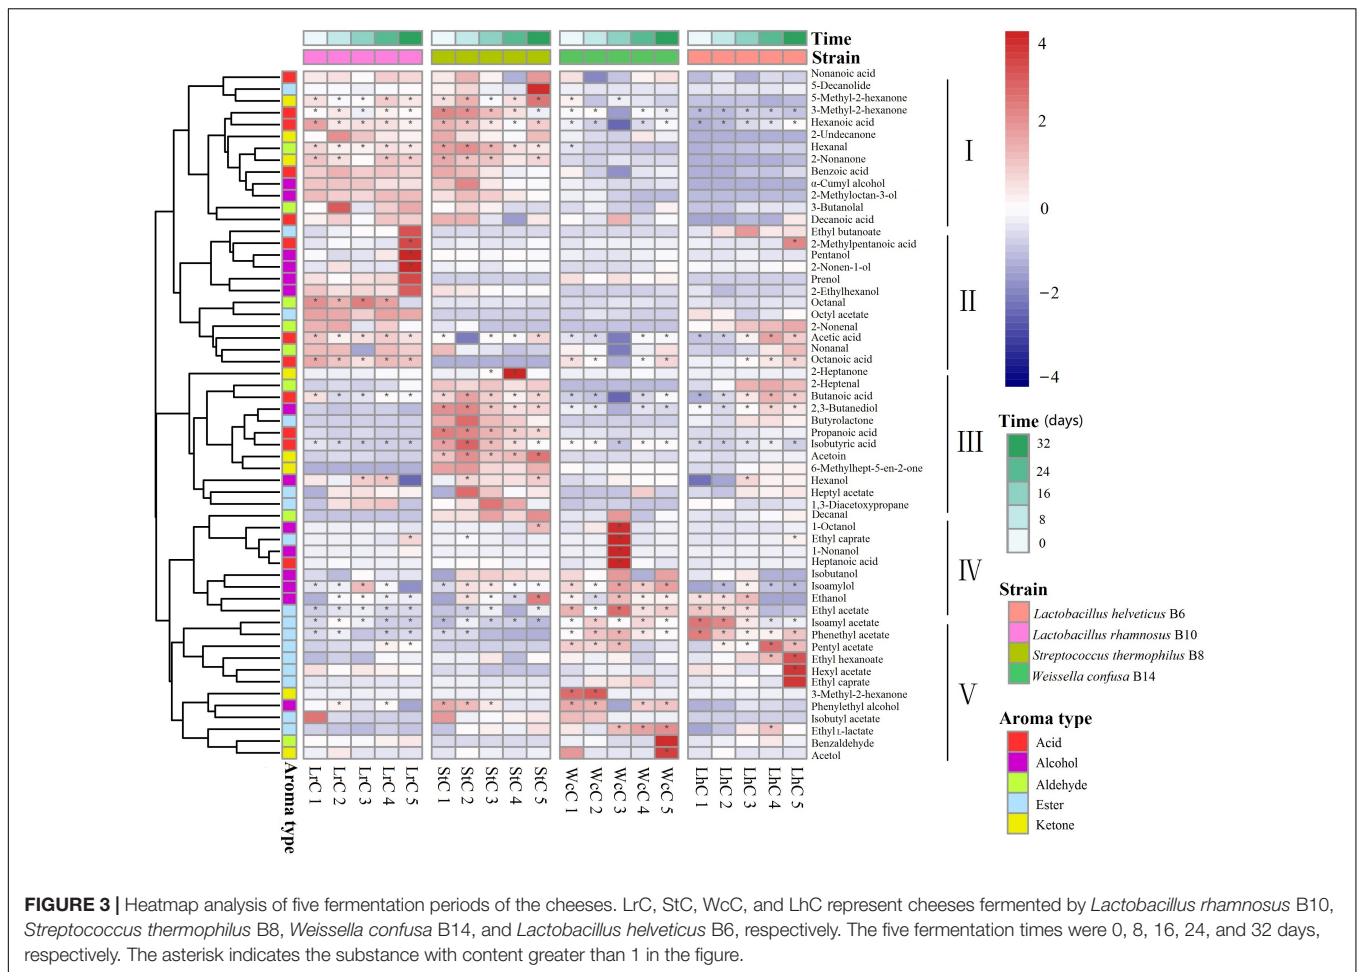 Time
Strain
Nonanoic acid
5-Decanolide
5-Methyl-2-hexanone
3-Methyl-2-hexanone
Hexanoic acid
2-Undecanone
Hexanal
2-Nonanone
Benzoic acid
α-Cumyl alcohol
2-Methyloctan-3-ol
3-Butanolal
Decanoic acid
Ethyl butanoate
2-Methylpentanoic acid
Pentanol
2-Nonen-1-ol
Prenol
2-Ethylhexanol
Octanal
Octyl acetate
2-Nonenal
Acetic acid
Nonanal
Octanoic acid
2-Heptanone
2-Heptenal
Butanoic acid
2,3-Butanediol
Butyrolactone
Propanoic acid
Isobutyric acid
Acetoin
6-Methylhept-5-en-2-one
Hexanol
Heptyl acetate
1,3-Diacetoxypropane
Decanal
1-Octanol
Ethyl caprate
1-Nonanol
Heptanoic acid
Isobutanol
Isoamylol
Ethanol
Ethyl acetate
Isoamyl acetate
Phenethyl acetate
Pentyl acetate
Ethyl hexanoate
Hexyl acetate
Ethyl caprate
3-Methyl-2-hexanone
Phenylethyl alcohol
Isobutyl acetate
Ethyl L-lactate
Benzaldehyde
Acetol
I
II
III
IV
V
Aroma type
LrC 1
LrC 2
LrC 3
LrC 4
LrC 5
StC 1
StC 2
StC 3
StC 4
StC 5
WcC 1
WcC 2
WcC 3
WcC 4
WcC 5
LhC 1
LhC 2
LhC 3
LhC 4
LhC 5
4
2
0
−2
−4
Time (days)
32
24
16
8
0
Strain
Lactobacillus helveticus B6
Lactobacillus rhamnosus B10
Streptococcus thermophilus B8
Weissella confusa B14
Aroma type
Acid
Alcohol
Aldehyde
Ester
Ketone
FIGURE 3 | Heatmap analysis of five fermentation periods of the cheeses. LrC, StC, WcC, and LhC represent cheeses fermented by Lactobacillus rhamnosus B10,
Streptococcus thermophilus B8, Weissella confusa B14, and Lactobacillus helveticus B6, respectively. The five fermentation times were 0, 8, 16, 24, and 32 days,
respectively. The asterisk indicates the substance with content greater than 1 in the figure.